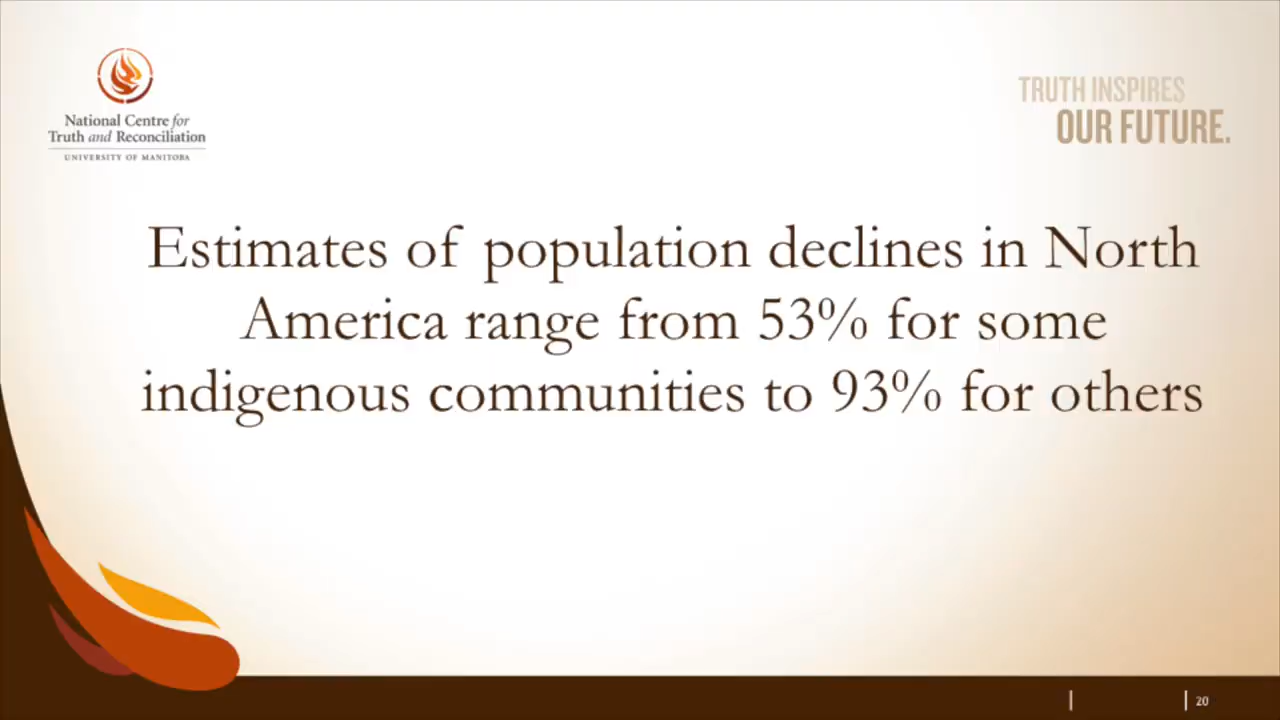 National Centre for
Truth and Reconciliation
UNIVERSITY OF MANITOBA
TRUTH INSPIRES
OUR FUTURE.
Estimates of population declines in North
America range from 53% for some
indigenous communities to 93% for others
20